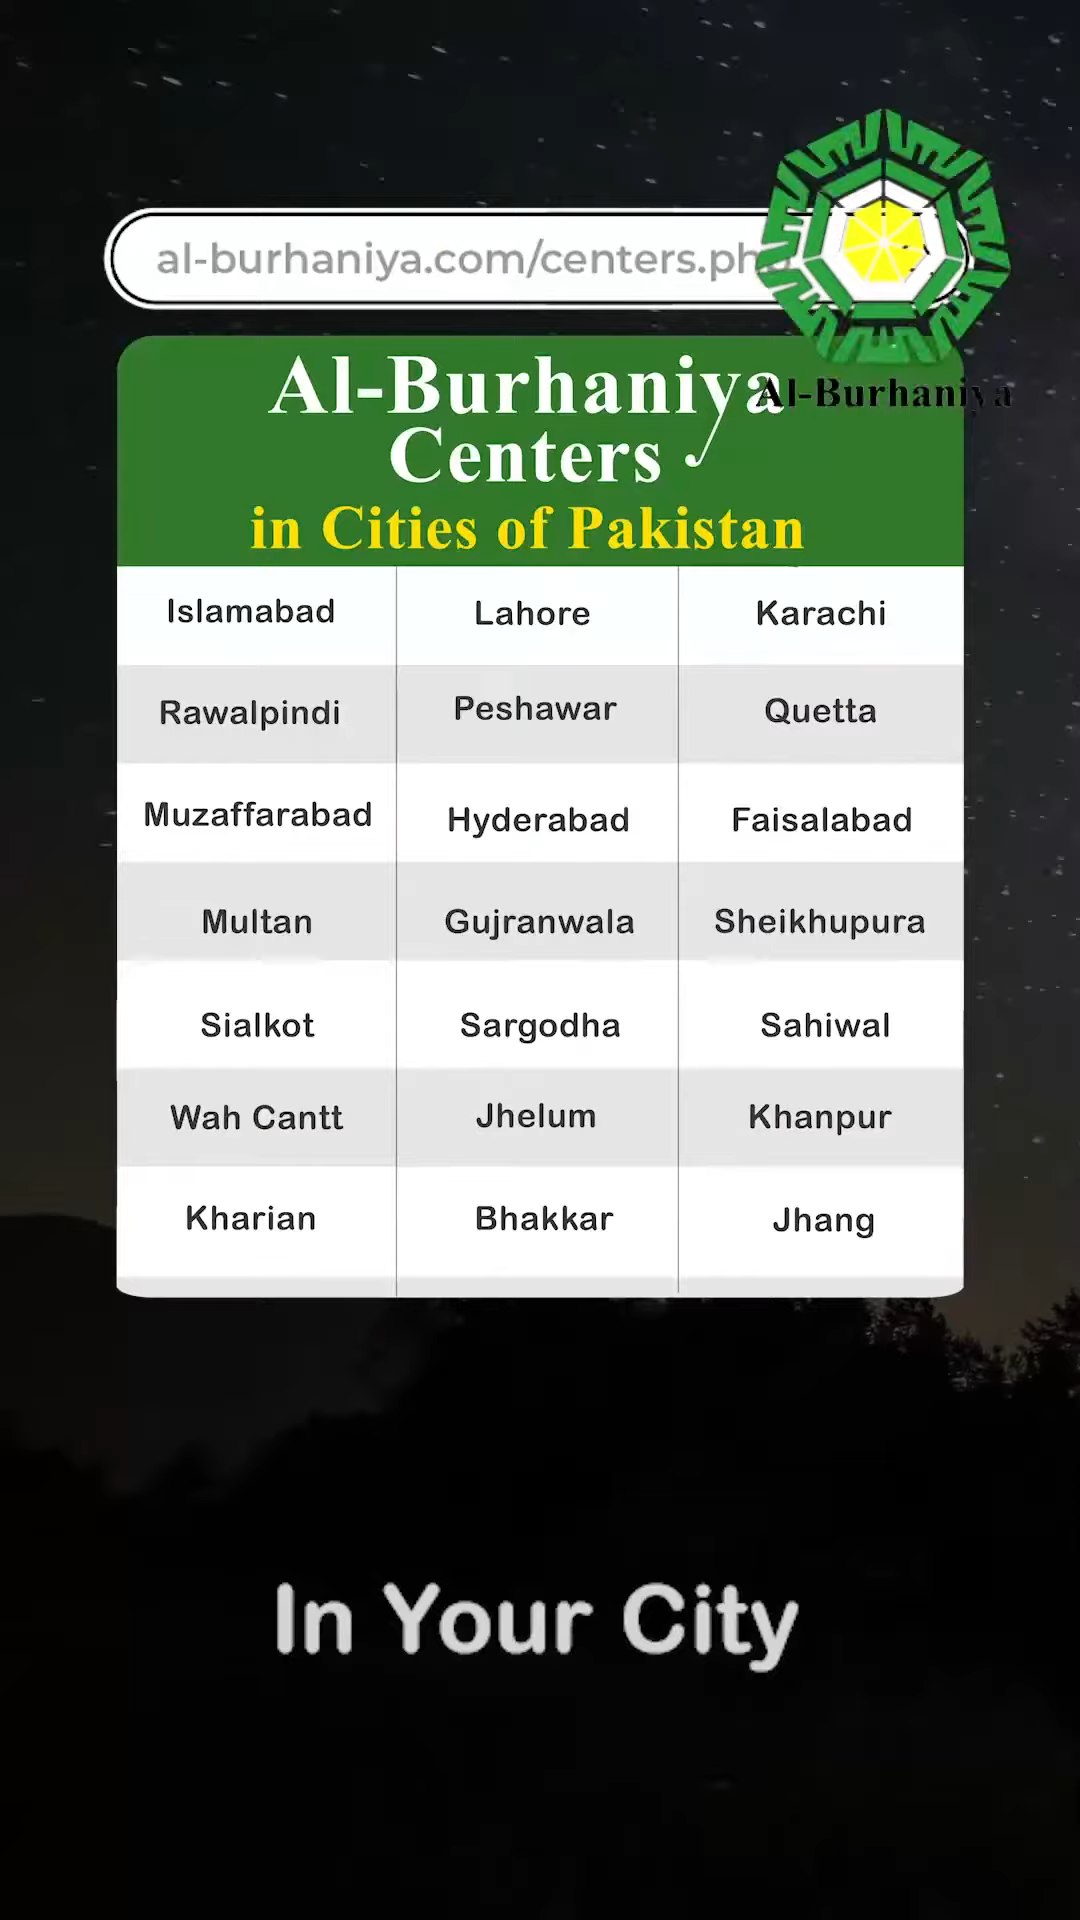 al-burhaniya.com/centers.php
Al-Burhaniya
Al-Burhaniya
Centers
in Cities of Pakistan
Islamabad Lahore Karachi
Rawalpindi Peshawar Quetta
Muzaffarabad Hyderabad Faisalabad
Multan Gujranwala Sheikhupura
Sialkot Sargodha Sahiwal
Wah Cantt Jhelum Khanpur
Kharian Bhakkar Jhang
In Your City